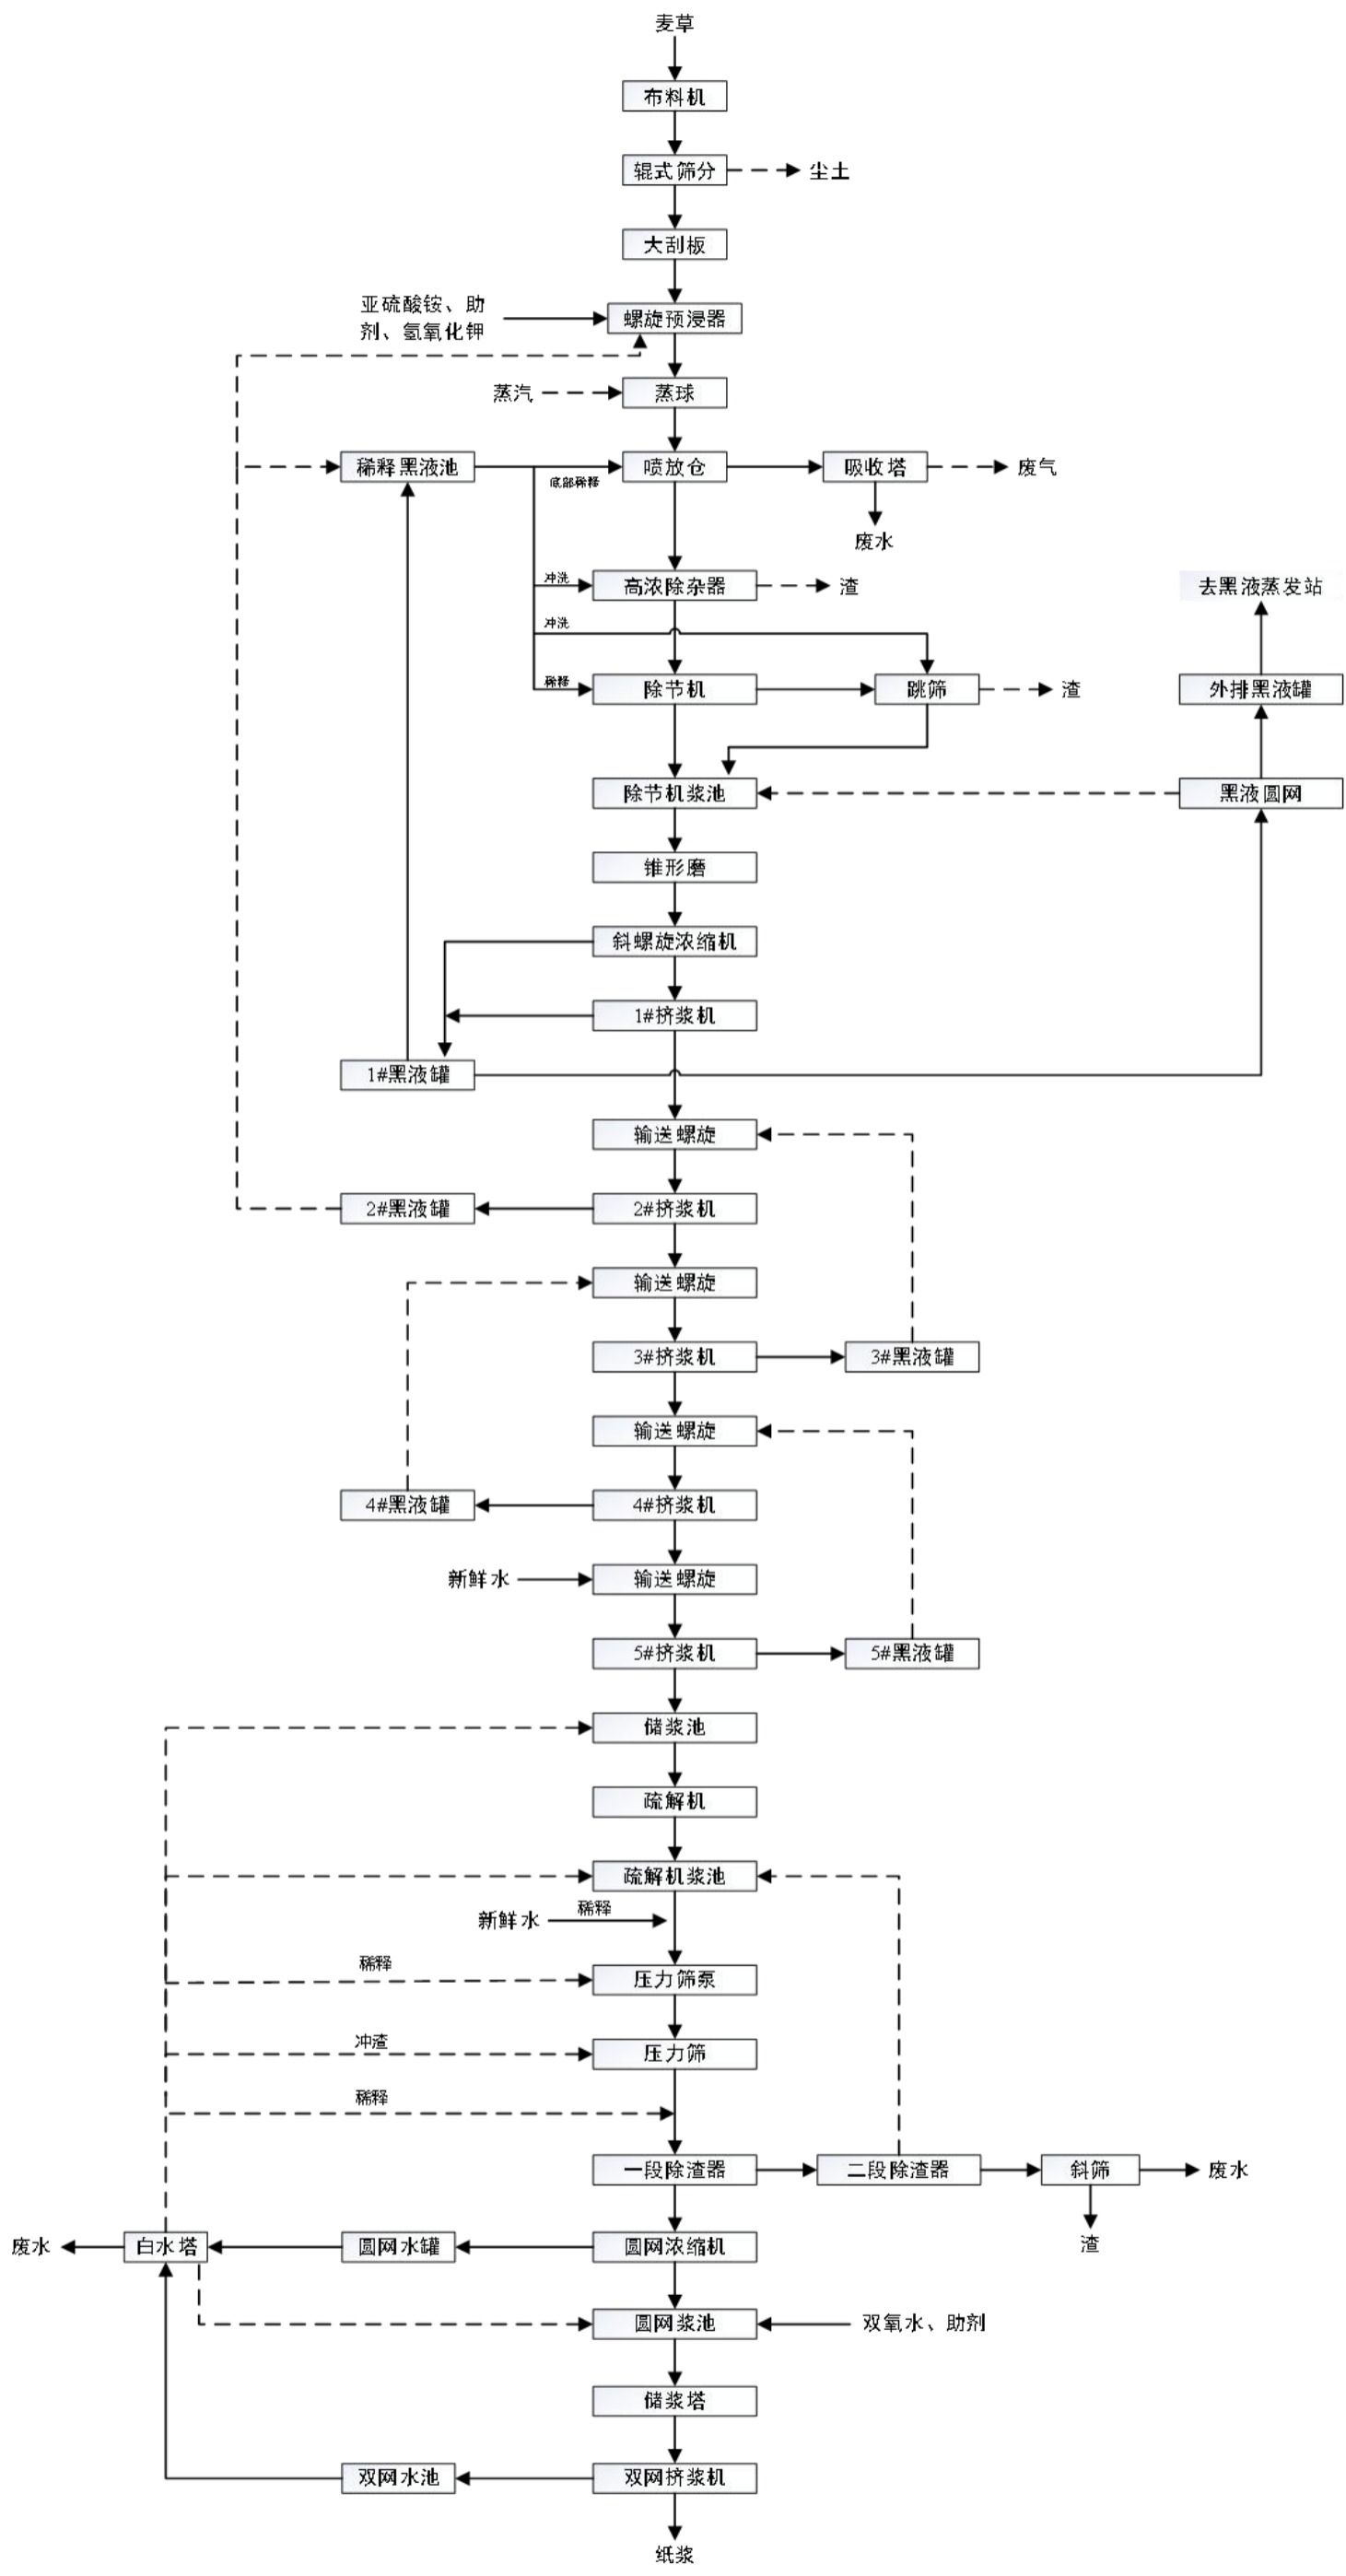 麦草
布料机
辊式筛分
尘土
大刮板
亚硫酸铵、助
剂、氢氧化钾
螺旋预浸器
蒸汽
蒸球
稀释黑液池
底部稀释
喷放仓
吸收塔
废气
废水
冲洗
高浓除杂器
渣
去黑液蒸发站
冲洗
稀释
除节机
跳筛
渣
外排黑液罐
除节机浆池
黑液圆网
锥形磨
斜螺旋浓缩机
1#挤浆机
1#黑液罐
输送螺旋
2#黑液罐
2#挤浆机
输送螺旋
3#挤浆机
3#黑液罐
输送螺旋
4#黑液罐
4#挤浆机
新鲜水
输送螺旋
5#挤浆机
5#黑液罐
储浆池
疏解机
疏解机浆池
新鲜水
稀释
稀释
压力筛泵
冲渣
压力筛
稀释
一段除渣器
二段除渣器
斜筛
废水
渣
废水
白水塔
圆网水罐
圆网浓缩机
圆网浆池
双氧水、助剂
储浆塔
双网水池
双网挤浆机
纸浆